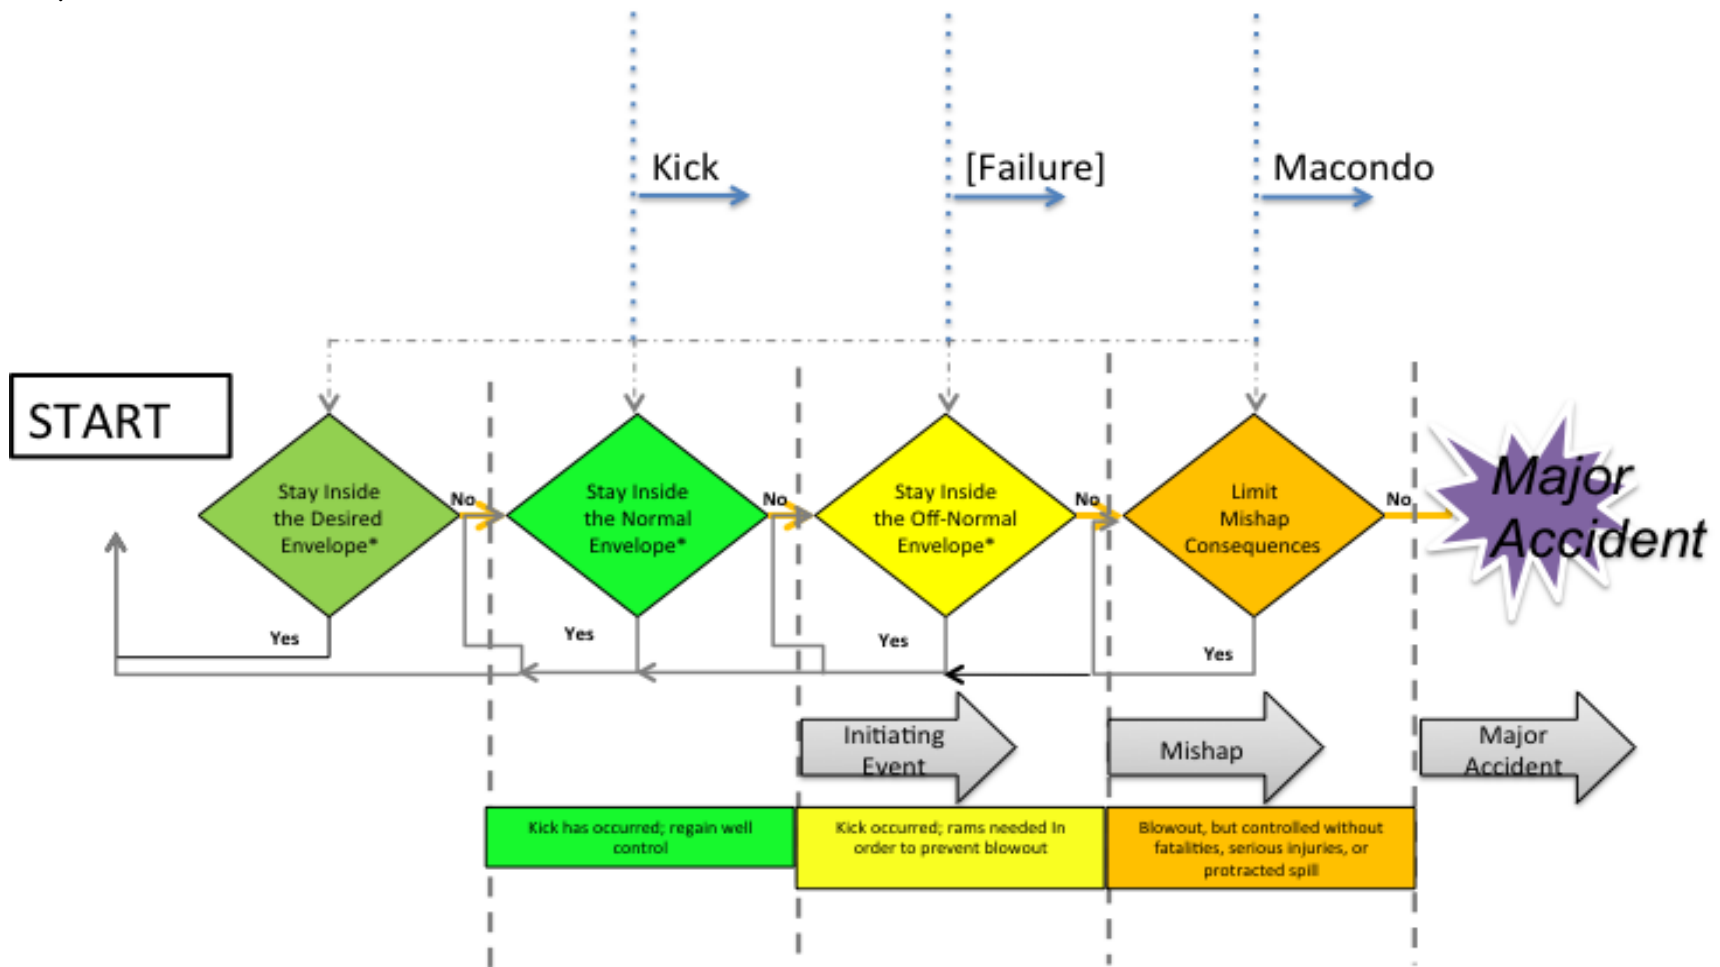 Kick
[Failure]
Macondo
START
Stay Inside
the Desired
Envelope*
No
Stay Inside
the Normal
Envelope*
No
Stay Inside
the Off-Normal
Envelope*
No
Limit
Mishap
Consequences
No
Major
Accident
Yes
Yes
Yes
Yes
Initiating
Event
Mishap
Major
Accident
Kick has occurred; regain well
control
Kick occurred; rams needed In
order to prevent blowout
Blowout, but controlled without
fatalities, serious injuries, or
protracted spill